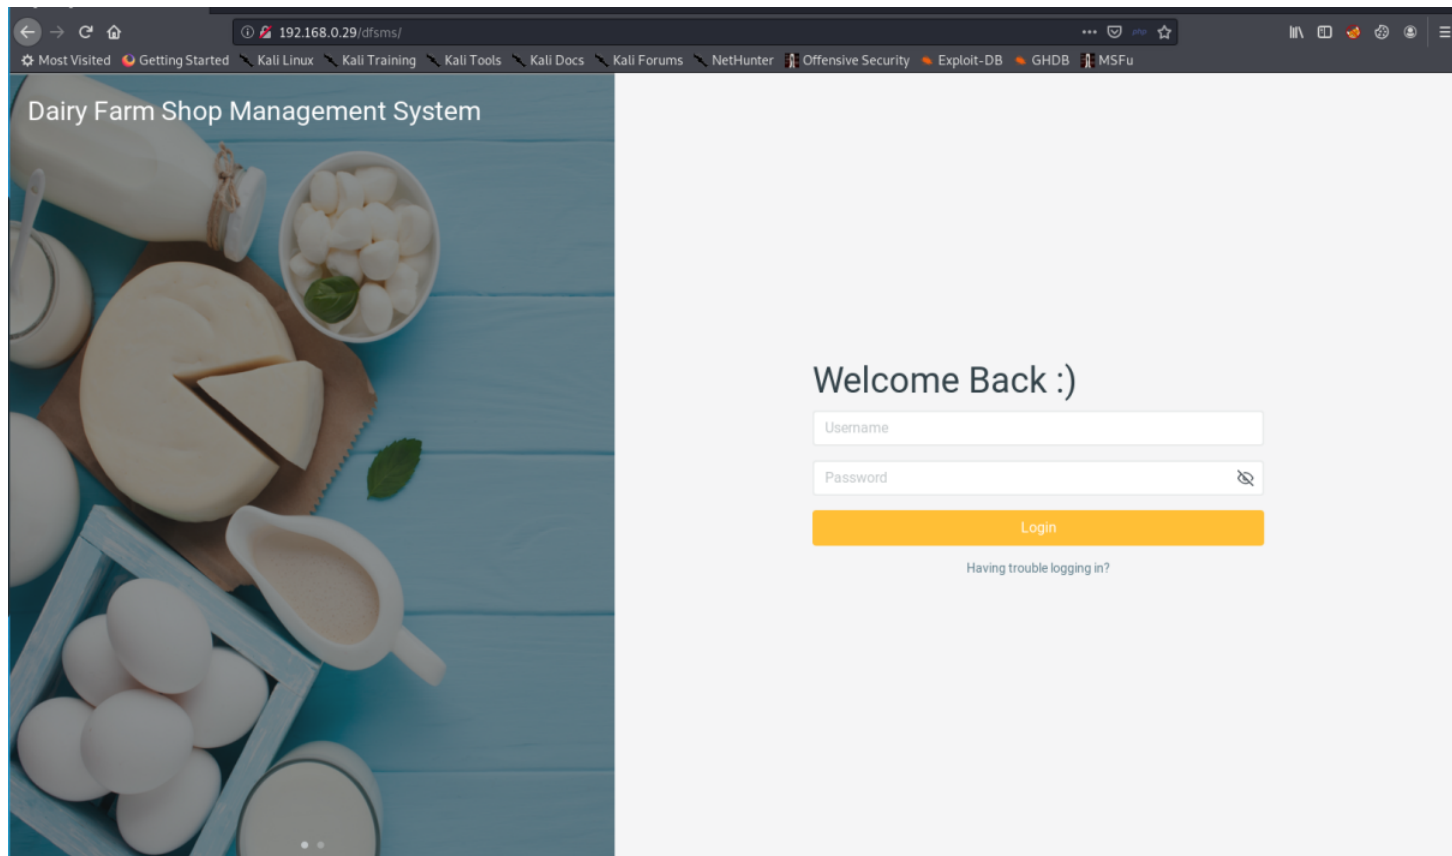 192.168.0.29/dfsms/
Most Visited Getting Started Kali Linux Kali Training Kali Tools Kali Docs Kali Forums NetHunter Offensive Security Exploit-DB GHDB MSFu
Dairy Farm Shop Management System
Welcome Back :)
Username
Password
Login
Having trouble logging in?